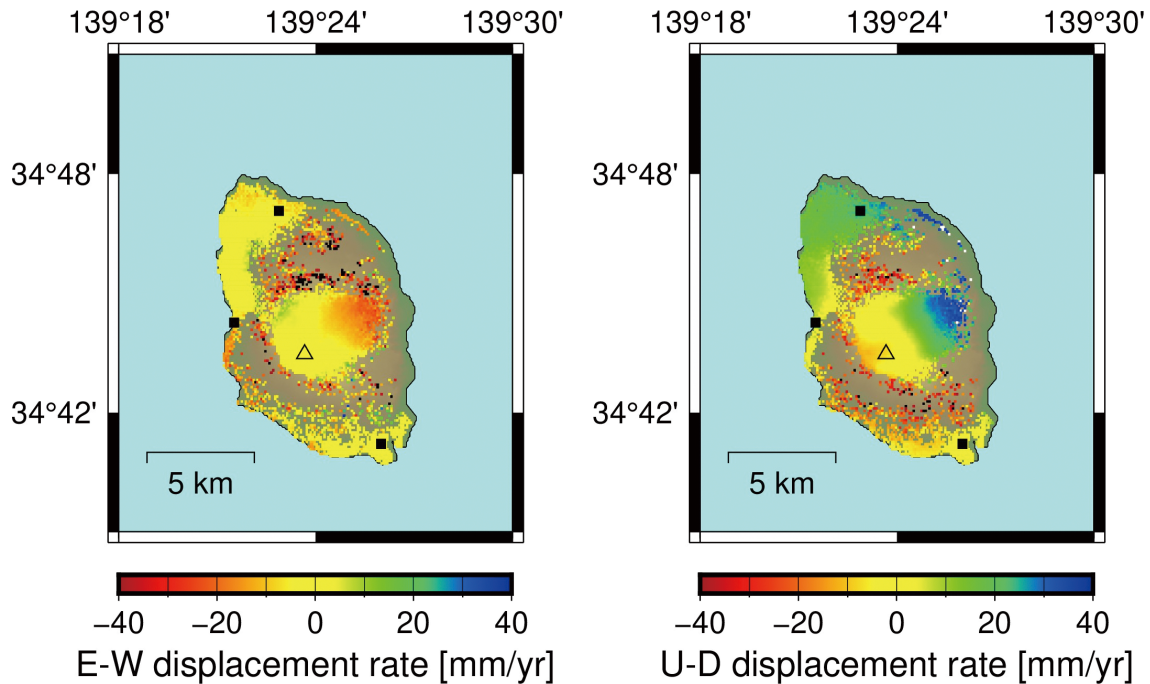 139°18' 139°24' 139°30' 139°18' 139°24' 139°30'
34°48' 34°48'
34°42' 34°42'
5 km 5 km
−40 −20 0 20 40 −40 −20 0 20 40
E-W displacement rate [mm/yr] U-D displacement rate [mm/yr]